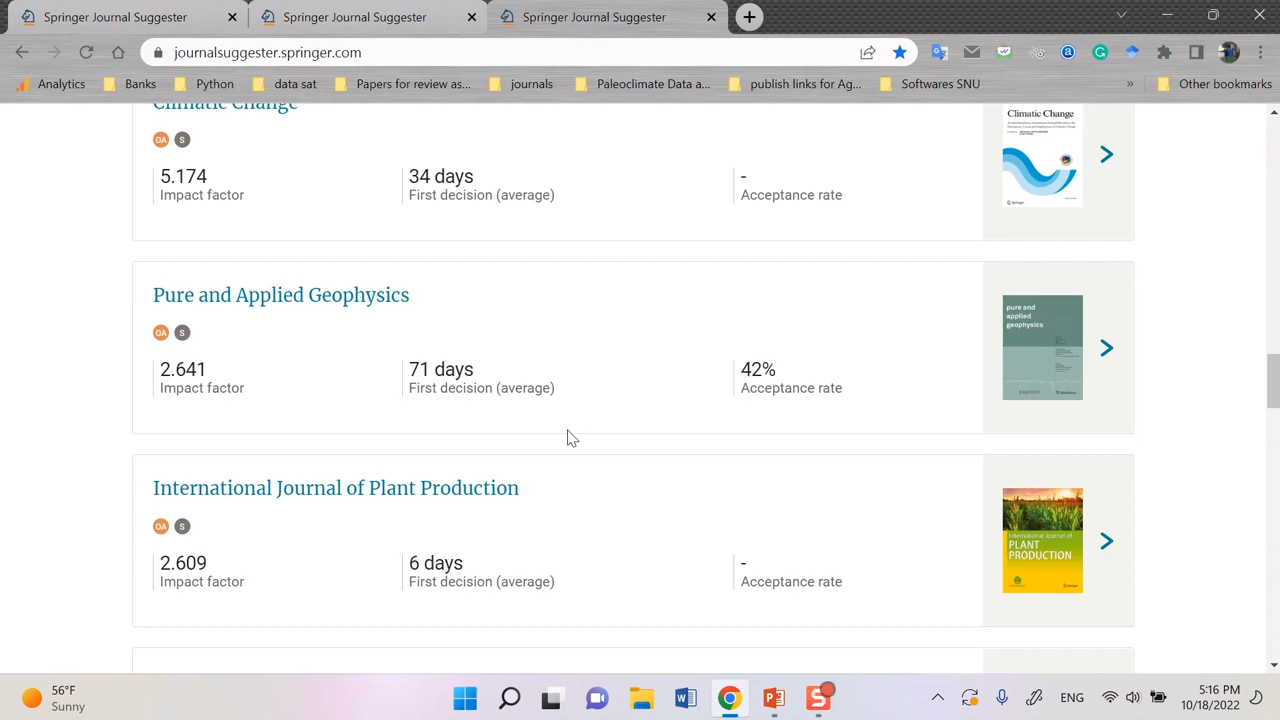 Springer Journal Suggester
Springer Journal Suggester
Springer Journal Suggester
journalsuggester.springer.com
Analytics
Banks
Python
data sat
Papers for review as...
journals
Paleoclimate Data a...
publish links for Ag...
Softwares SNU
»
Other bookmarks
Climatic Change
OA S
5.174
Impact factor
34 days
First decision (average)
-
Acceptance rate
Climatic Change
Springer
Pure and Applied Geophysics
OA S
2.641
Impact factor
71 days
First decision (average)
42%
Acceptance rate
pure and
applied
geophysics
International Journal of Plant Production
OA S
2.609
Impact factor
6 days
First decision (average)
-
Acceptance rate
International Journal of
PLANT
PRODUCTION
Springer
56°F
Sunny
ENG
5:16 PM
10/18/2022